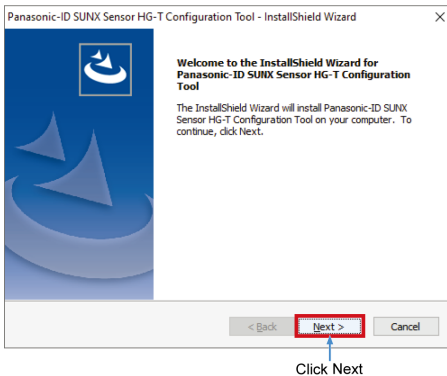 Panasonic-ID SUNX Sensor HG-T Configuration Tool - InstallShield Wizard
Welcome to the InstallShield Wizard for
Panasonic-ID SUNX Sensor HG-T Configuration
Tool
The InstallShield Wizard will install Panasonic-ID SUNX
Sensor HG-T Configuration Tool on your computer. To
continue, click Next.
< Back Next > Cancel
Click Next